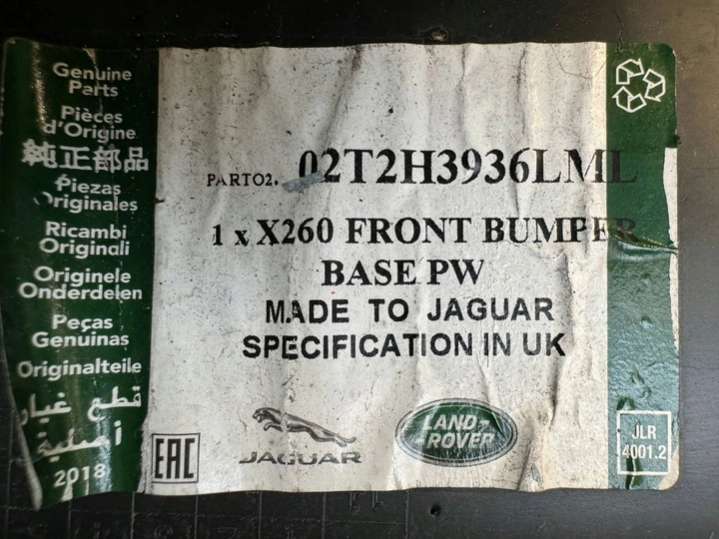 Genuine
Parts
Pièces
d'Origine
純正部品
Piezas
Originales
Ricambi
Originali
Originele
Onderdelen
Peças
Genuinas
Originalteile
قطع غيار
أصلية
2018
PARTO2. 02T2H3936LML
1 x X260 FRONT BUMPER
BASE PW
MADE TO JAGUAR
SPECIFICATION IN UK
EAC
JAGUAR
LAND-
-ROVER
JLR
4001.2